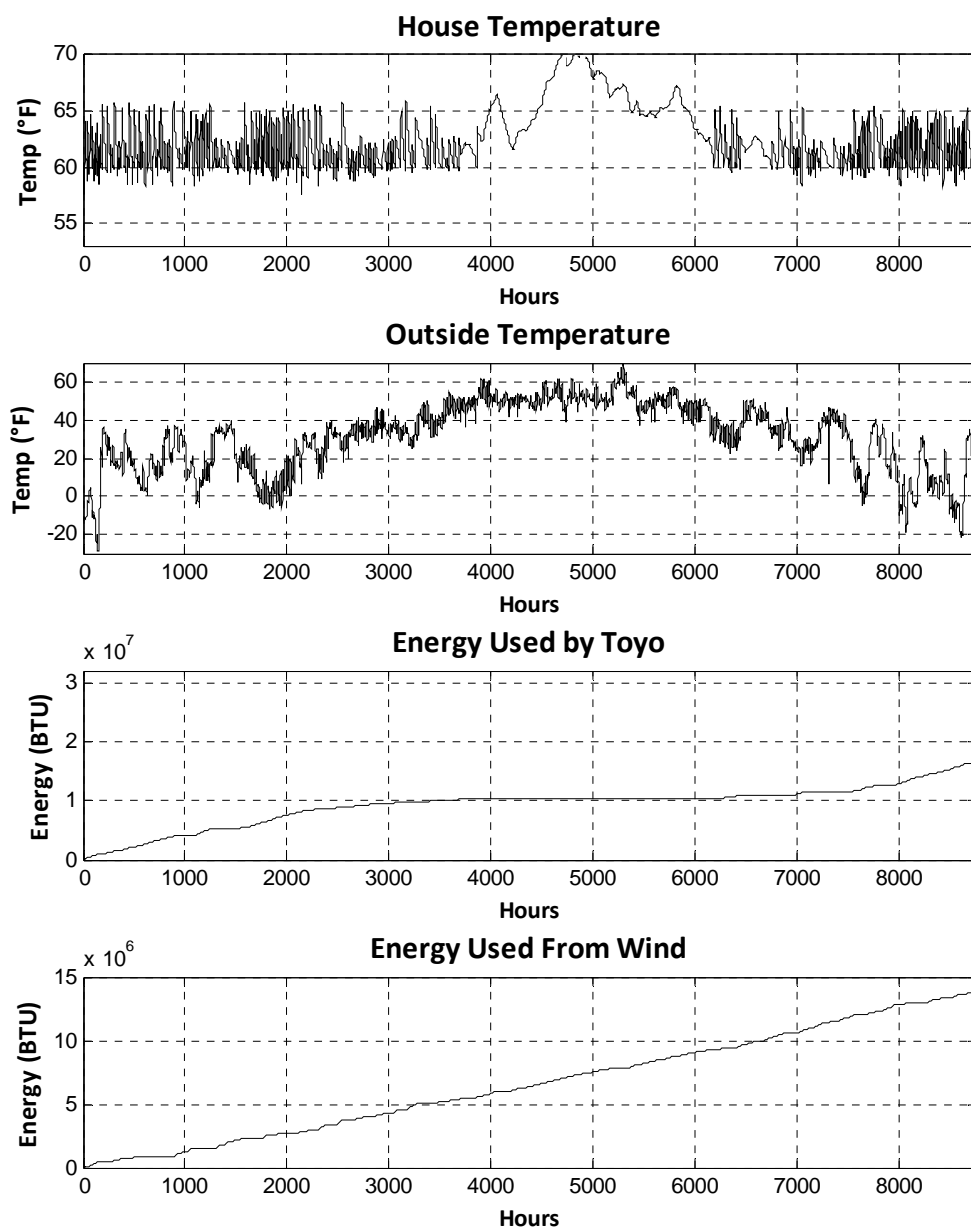 House Temperature
70
65
60
55
Temp (°F)
0 1000 2000 3000 4000 5000 6000 7000 8000
Hours
Outside Temperature
60
40
20
0
-20
Temp (°F)
0 1000 2000 3000 4000 5000 6000 7000 8000
Hours
x 10^7
Energy Used by Toyo
3
2
1
0
Energy (BTU)
0 1000 2000 3000 4000 5000 6000 7000 8000
Hours
x 10^6
Energy Used From Wind
15
10
5
0
Energy (BTU)
0 1000 2000 3000 4000 5000 6000 7000 8000
Hours